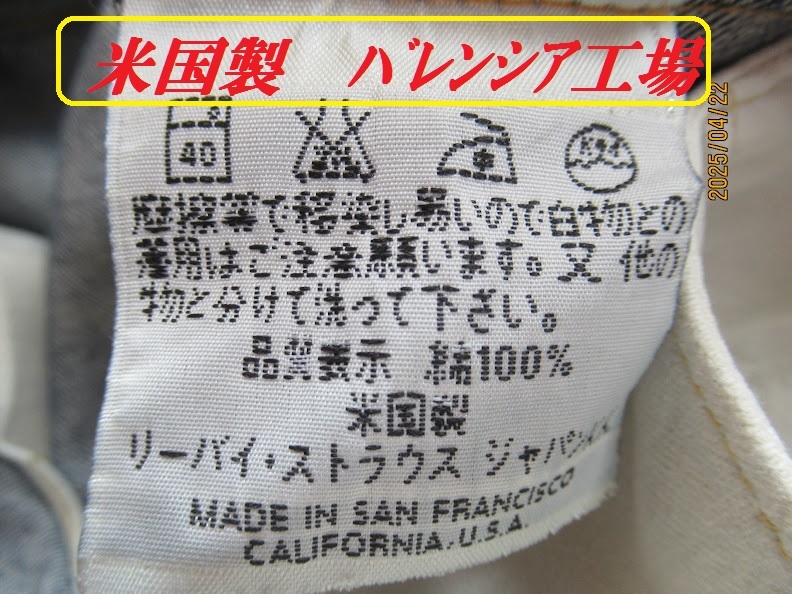 米国製 バレンシア工場
2025/04/22
40
摩擦等で移染し易いので白物との
着用はご注意願います。又 他の
物と分けて洗って下さい。
品質表示 綿100%
米国製
リーバイ・ストラウス ジャパンK.K.
MADE IN SAN FRANCISCO
CALIFORNIA, U.S.A.